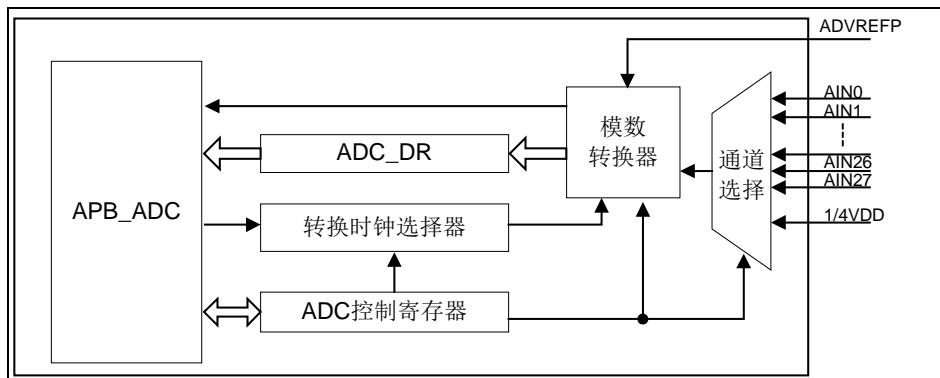 ADVREFP
AIN0
AIN1
AIN26
AIN27
1/4VDD
模数
转换器
通道
选择
ADC_DR
APB_ADC
转换时钟选择器
ADC控制寄存器